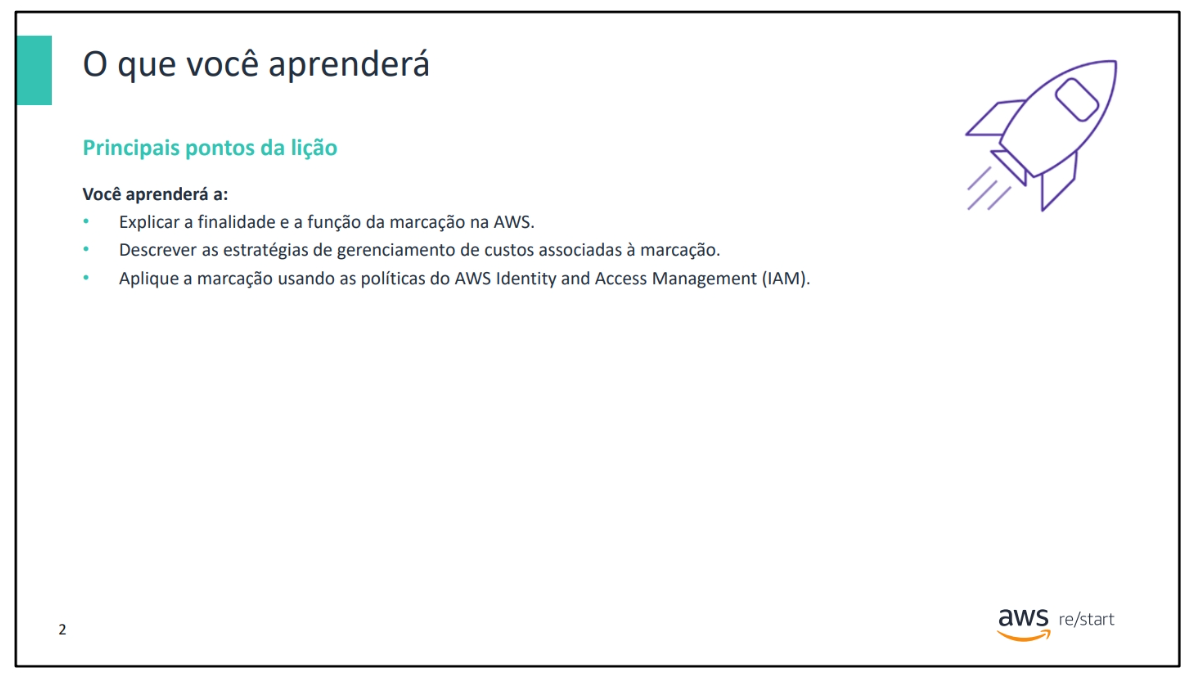 O que você aprenderá
Principais pontos da lição
Você aprenderá a:
• Explicar a finalidade e a função da marcação na AWS.
• Descrever as estratégias de gerenciamento de custos associadas à marcação.
• Aplique a marcação usando as políticas do AWS Identity and Access Management (IAM).
2
aws re/start